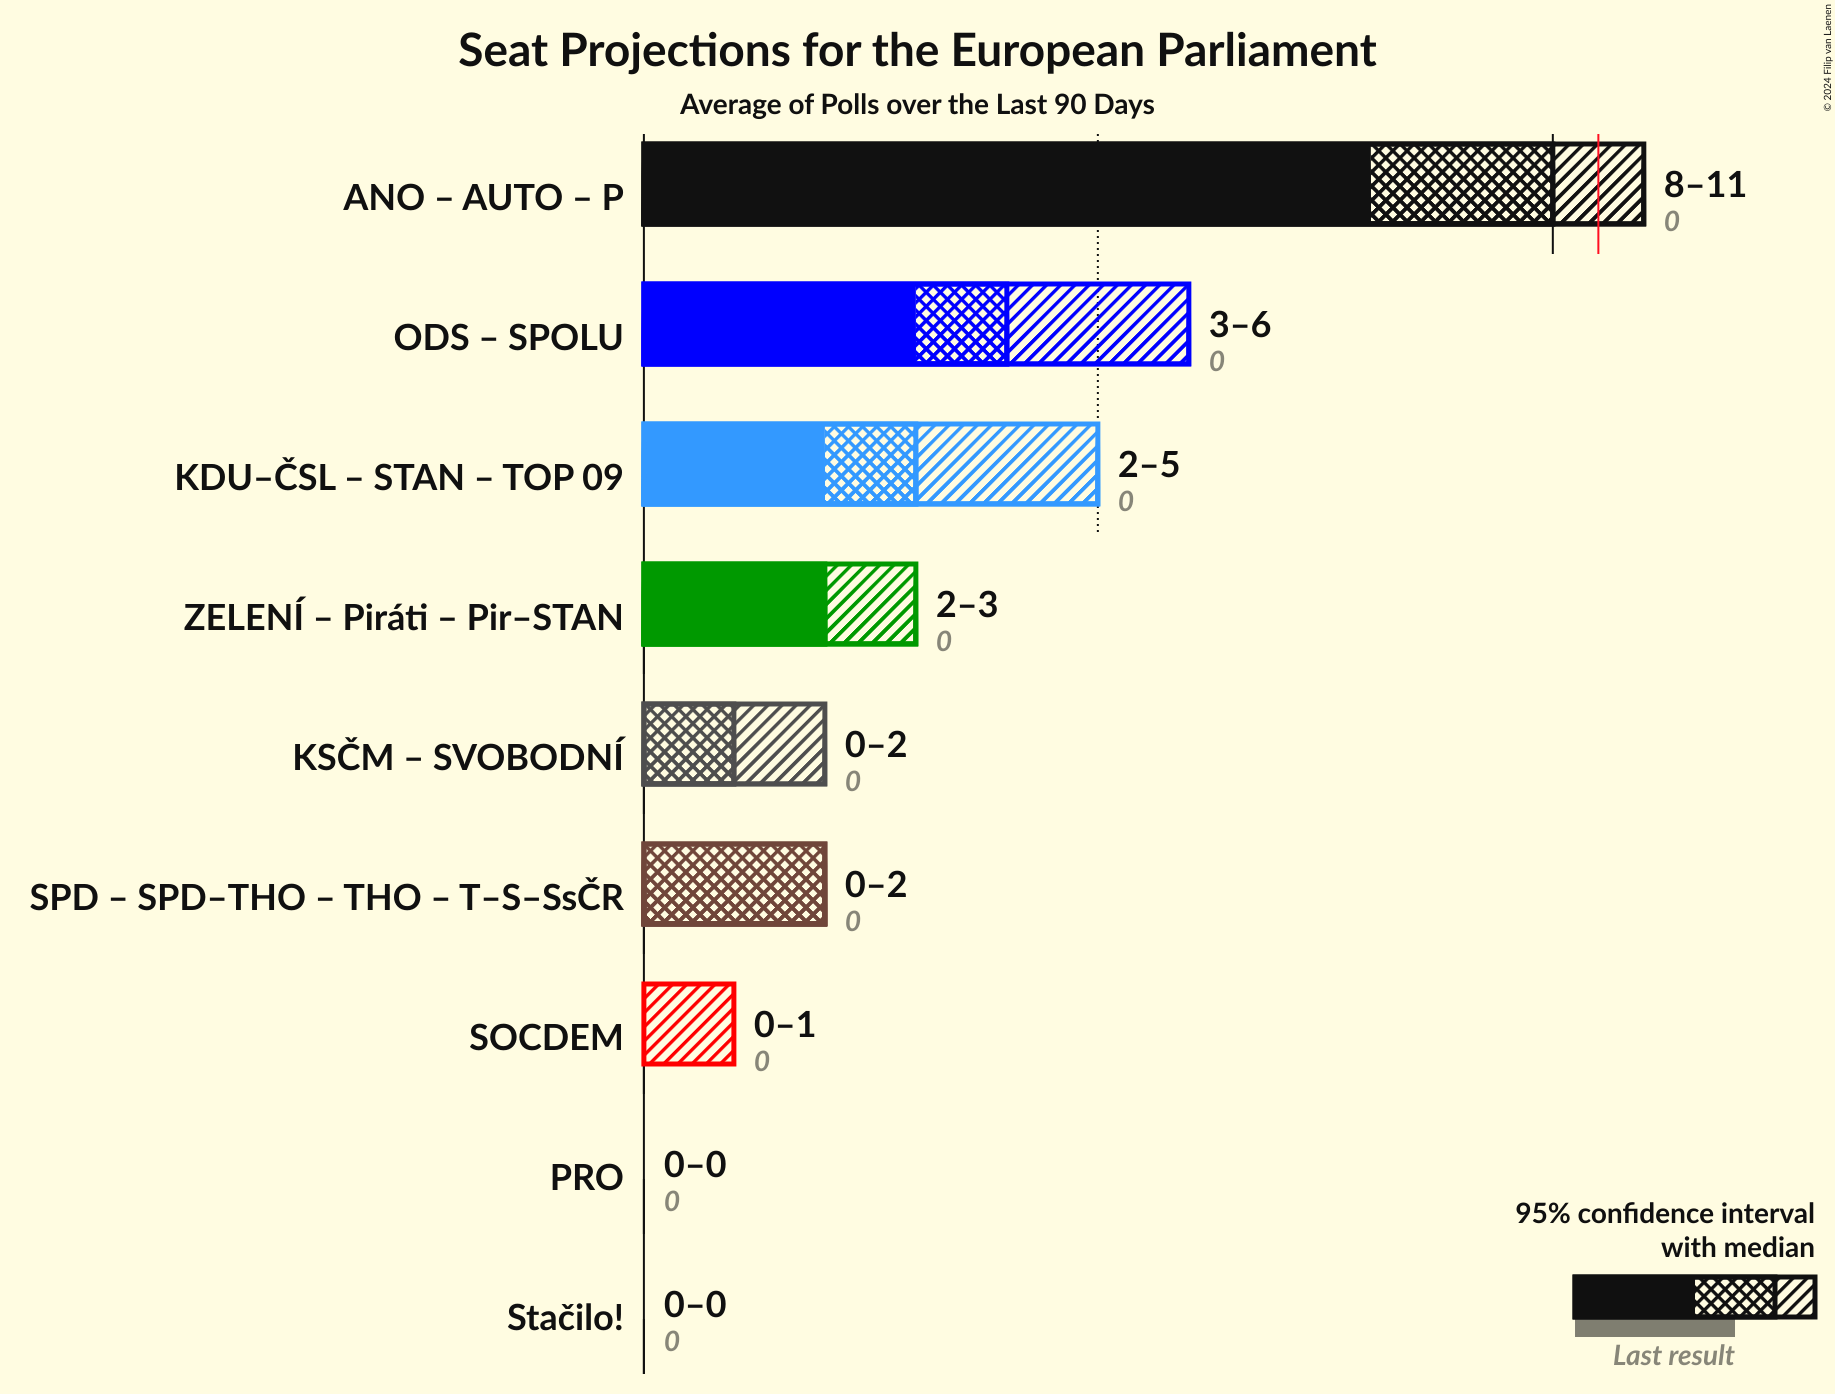 Seat Projections for the European Parliament
Average of Polls over the Last 90 Days
© 2024 Filip van Laenen
ANO – AUTO – P
8–11
0
ODS – SPOLU
3–6
0
KDU–ČSL – STAN – TOP 09
2–5
0
ZELENÍ – Piráti – Pir–STAN
2–3
0
KSČM – SVOBODNÍ
0–2
0
SPD – SPD–THO – THO – T–S–SsČR
0–2
0
SOCDEM
0–1
0
PRO
0–0
0
Stačilo!
0–0
0
95% confidence interval
with median
Last result